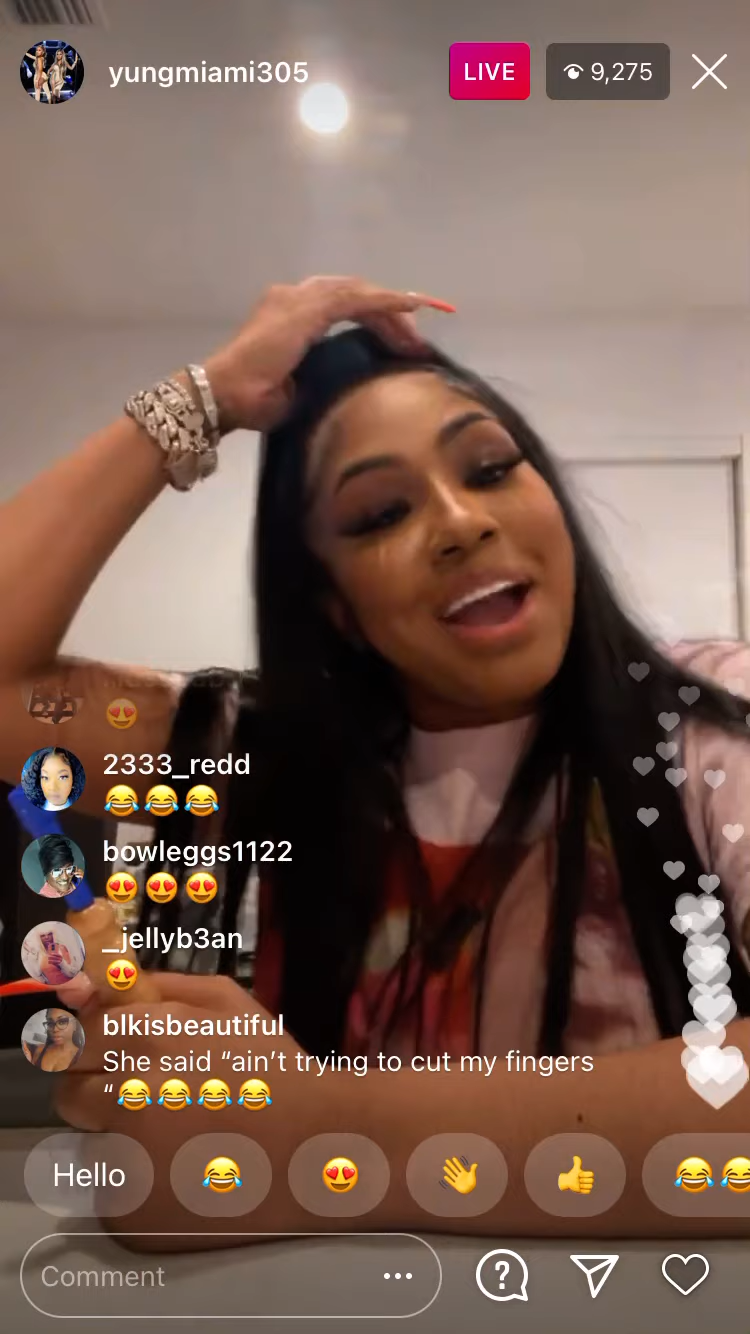 yungmiami305
LIVE
9,275
😍
2333_redd
😂😂😂
bowleggs1122
😍😍😍
_jellyb3an
😍
blkisbeautiful
She said “ain’t trying to cut my fingers
“😂😂😂😂
Hello
😂
😍
👋
👍
😂😂
Comment